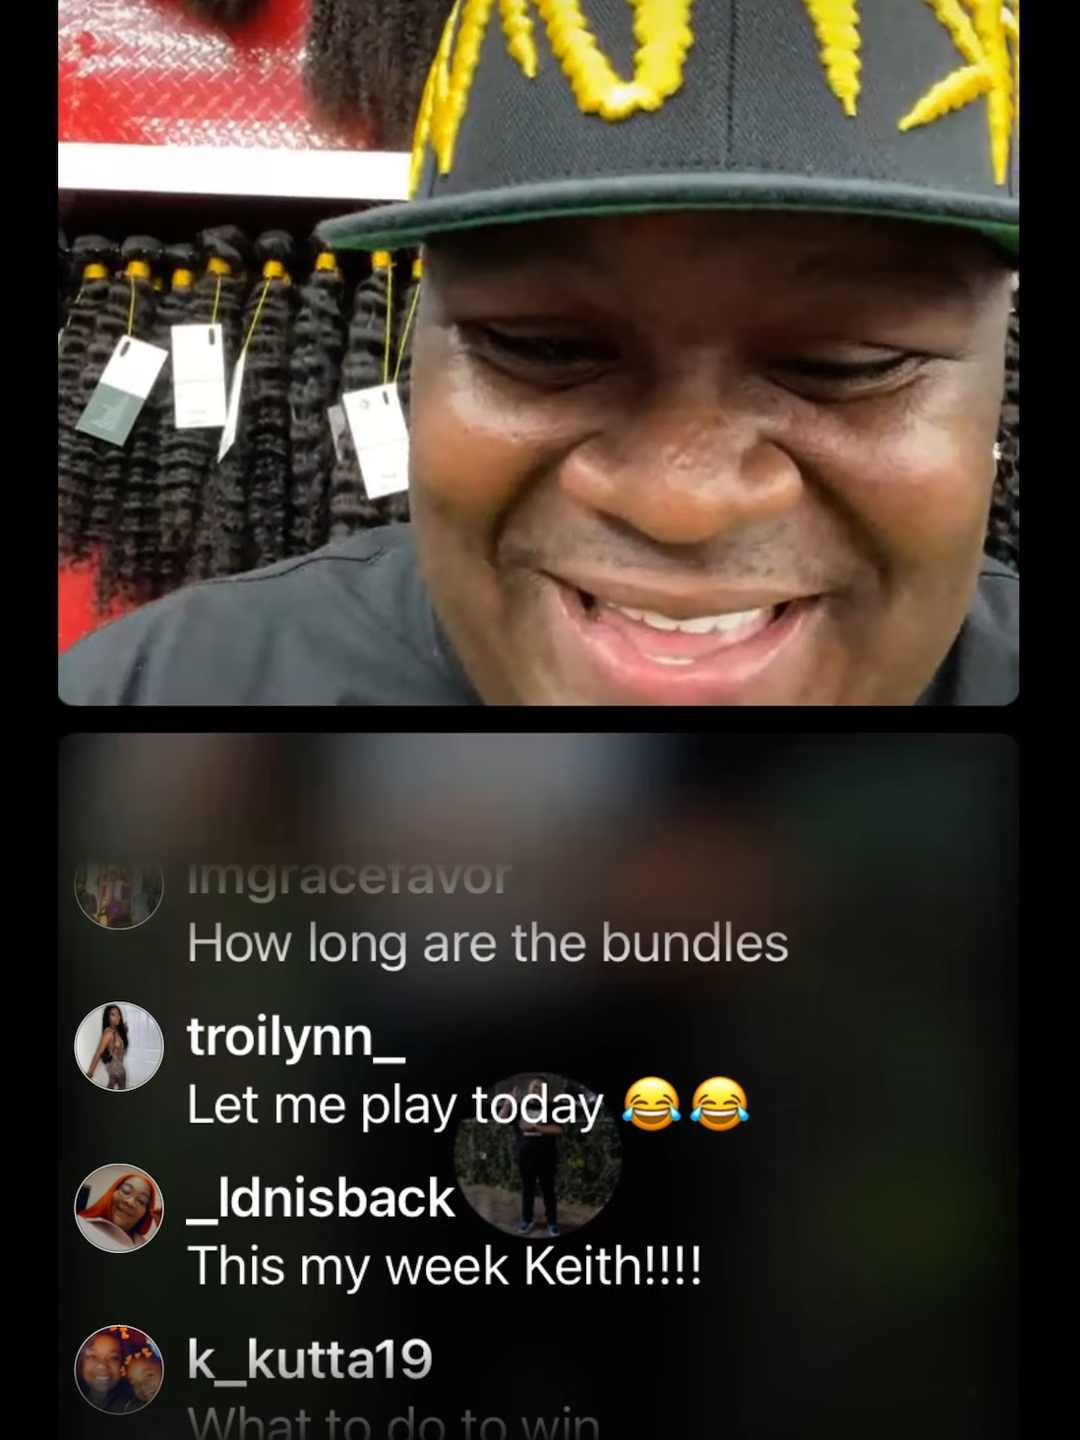 imgracefavor
How long are the bundles
troilynn_
Let me play today 😂😂
_ldnisback
This my week Keith!!!!
k_kutta19
What to do to win